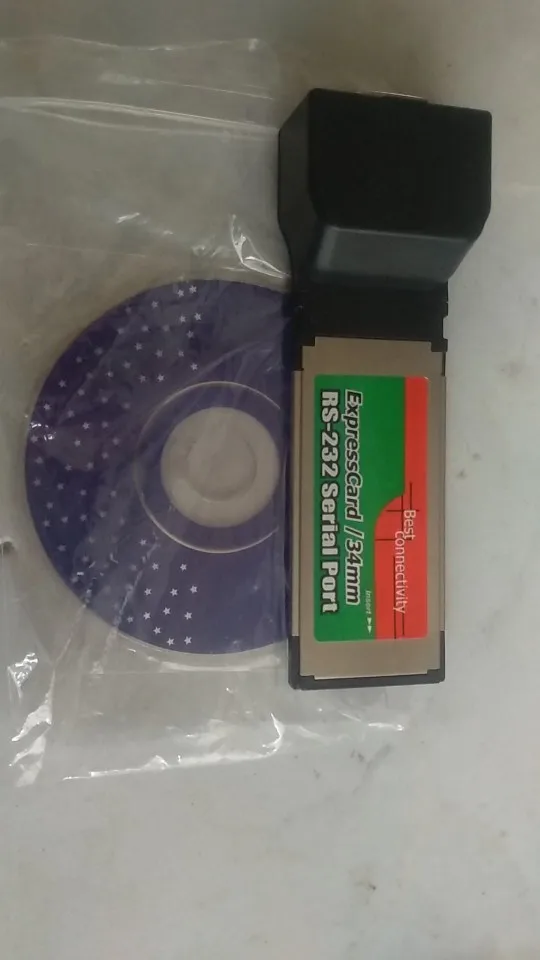 Best
connectivity
Insert ►►
ExpressCard / 34mm
RS-232 Serial Port